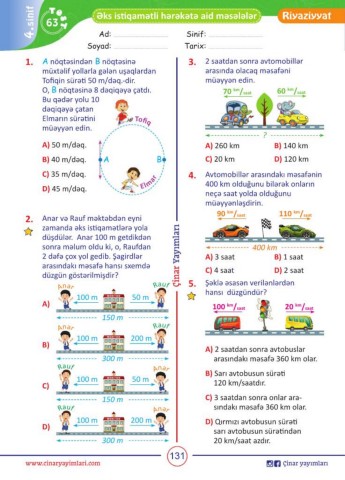 4.sinif
T
63
Əks istiqamətli hərəkətə aid məsələlər
Riyaziyyat
Ad:
Sinif:
Soyad:
Tarix:
1. A nöqtəsindən B nöqtəsinə
müxtəlif yollarla gələn uşaqlardan
Tofiqin sürəti 50 m/dəq.-dir.
O, B nöqtəsinə 8 dəqiqəyə çatdı.
Bu qədər yolu 10
dəqiqəyə çatan
Elmarın sürətini
müəyyən edin.
A) 50 m/dəq.
B) 40 m/dəq.
C) 35 m/dəq.
D) 45 m/dəq.
Tofiq
A
B
Elmar
2. Anar və Rauf məktəbdən eyni
zamanda əks istiqamətlərə yola
düşdülər. Anar 100 m getdikdən
sonra məlum oldu ki, o, Raufdan
2 dəfə çox yol gedib. Şagirdlər
arasındakı məsafə hansı sxemdə
düzgün göstərilmişdir?
Anar
Rauf
A)
100 m
50 m
150 m
Anar
Rauf
B)
100 m
200 m
300 m
Rauf
Anar
C)
100 m
50 m
150 m
Rauf
Anar
D)
100 m
200 m
300 m
Çinar Yayımları
3. 2 saatdan sonra avtomobillər
arasında olacaq məsafəni
müəyyən edin.
70 km/saat
60 km/saat
?
A) 260 km
B) 140 km
C) 20 km
D) 120 km
4. Avtomobillər arasındakı məsafənin
400 km olduğunu bilərək onların
neçə saat yolda olduğunu
müəyyənləşdirin.
90 km/saat
110 km/saat
400 km
A) 3 saat
B) 1 saat
C) 4 saat
D) 2 saat
5. Şəklə əsasən verilənlərdən
hansı düzgündür?
100 km/saat
20 km/saat
A) 2 saatdan sonra avtobuslar
arasındakı məsafə 360 km olar.
B) Sarı avtobusun sürəti
120 km/saatdır.
C) 3 saatdan sonra onlar ara-
sındakı məsafə 360 km olar.
D) Qırmızı avtobusun sürəti
sarı avtobusun sürətindən
20 km/saat azdır.
www.cinaryayimlari.com
131
Çinar yayımları